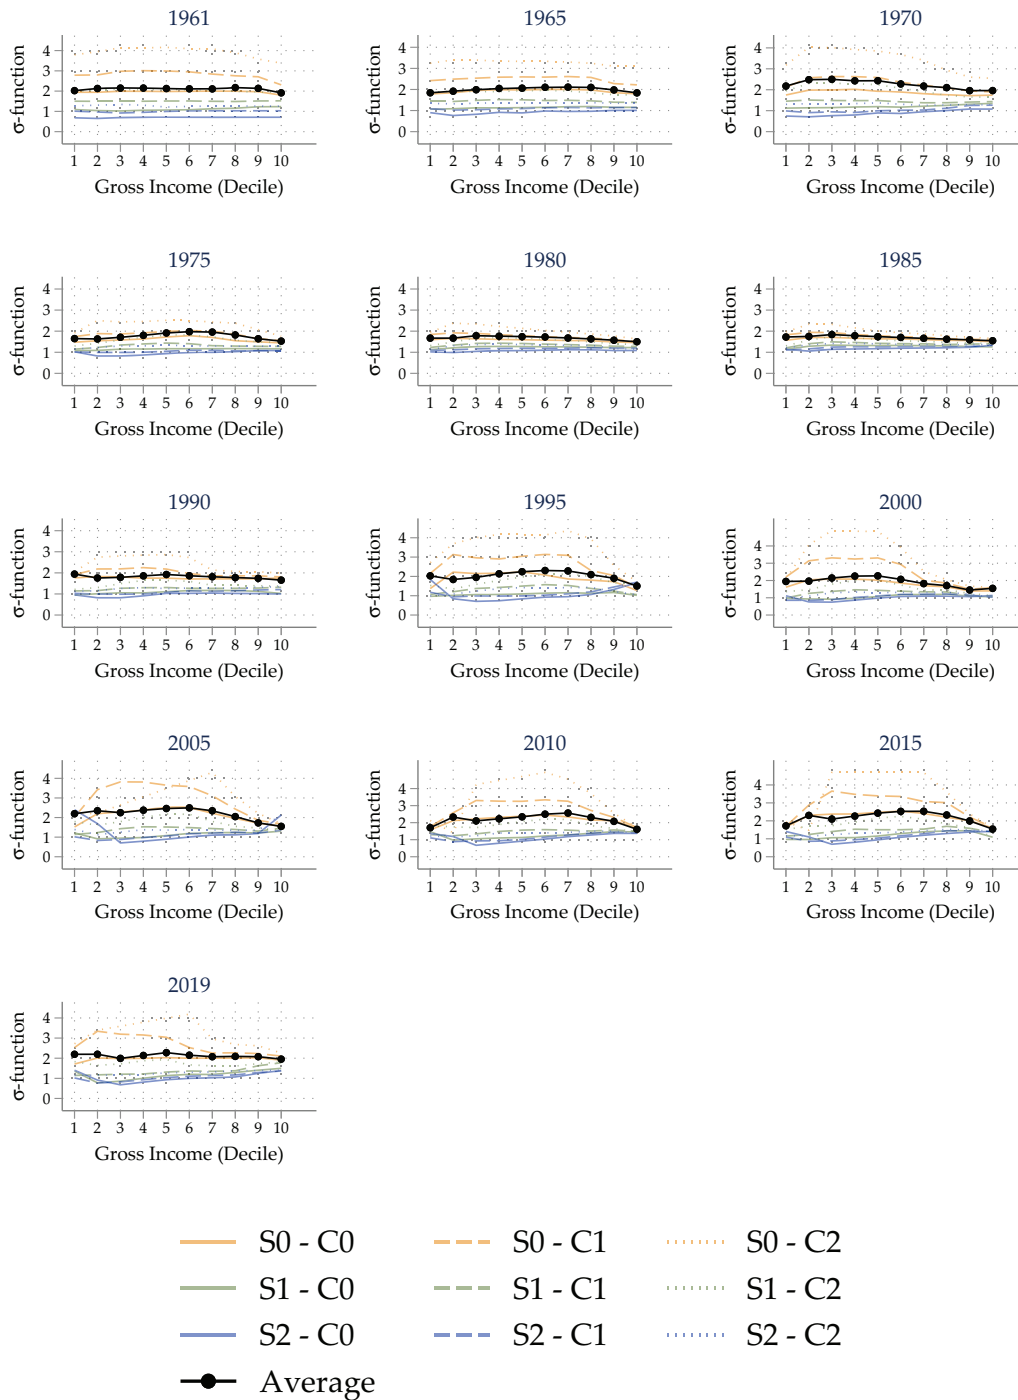 1961 1965 1970
σ-function σ-function σ-function
4 4 4
3 3 3
2 2 2
1 1 1
0 0 0
1 2 3 4 5 6 7 8 9 10 1 2 3 4 5 6 7 8 9 10 1 2 3 4 5 6 7 8 9 10
Gross Income (Decile) Gross Income (Decile) Gross Income (Decile)
1975 1980 1985
σ-function σ-function σ-function
4 4 4
3 3 3
2 2 2
1 1 1
0 0 0
1 2 3 4 5 6 7 8 9 10 1 2 3 4 5 6 7 8 9 10 1 2 3 4 5 6 7 8 9 10
Gross Income (Decile) Gross Income (Decile) Gross Income (Decile)
1990 1995 2000
σ-function σ-function σ-function
4 4 4
3 3 3
2 2 2
1 1 1
0 0 0
1 2 3 4 5 6 7 8 9 10 1 2 3 4 5 6 7 8 9 10 1 2 3 4 5 6 7 8 9 10
Gross Income (Decile) Gross Income (Decile) Gross Income (Decile)
2005 2010 2015
σ-function σ-function σ-function
4 4 4
3 3 3
2 2 2
1 1 1
0 0 0
1 2 3 4 5 6 7 8 9 10 1 2 3 4 5 6 7 8 9 10 1 2 3 4 5 6 7 8 9 10
Gross Income (Decile) Gross Income (Decile) Gross Income (Decile)
2019
σ-function
4
3
2
1
0
1 2 3 4 5 6 7 8 9 10
Gross Income (Decile)
S0 - C0 S0 - C1 S0 - C2
S1 - C0 S1 - C1 S1 - C2
S2 - C0 S2 - C1 S2 - C2
Average